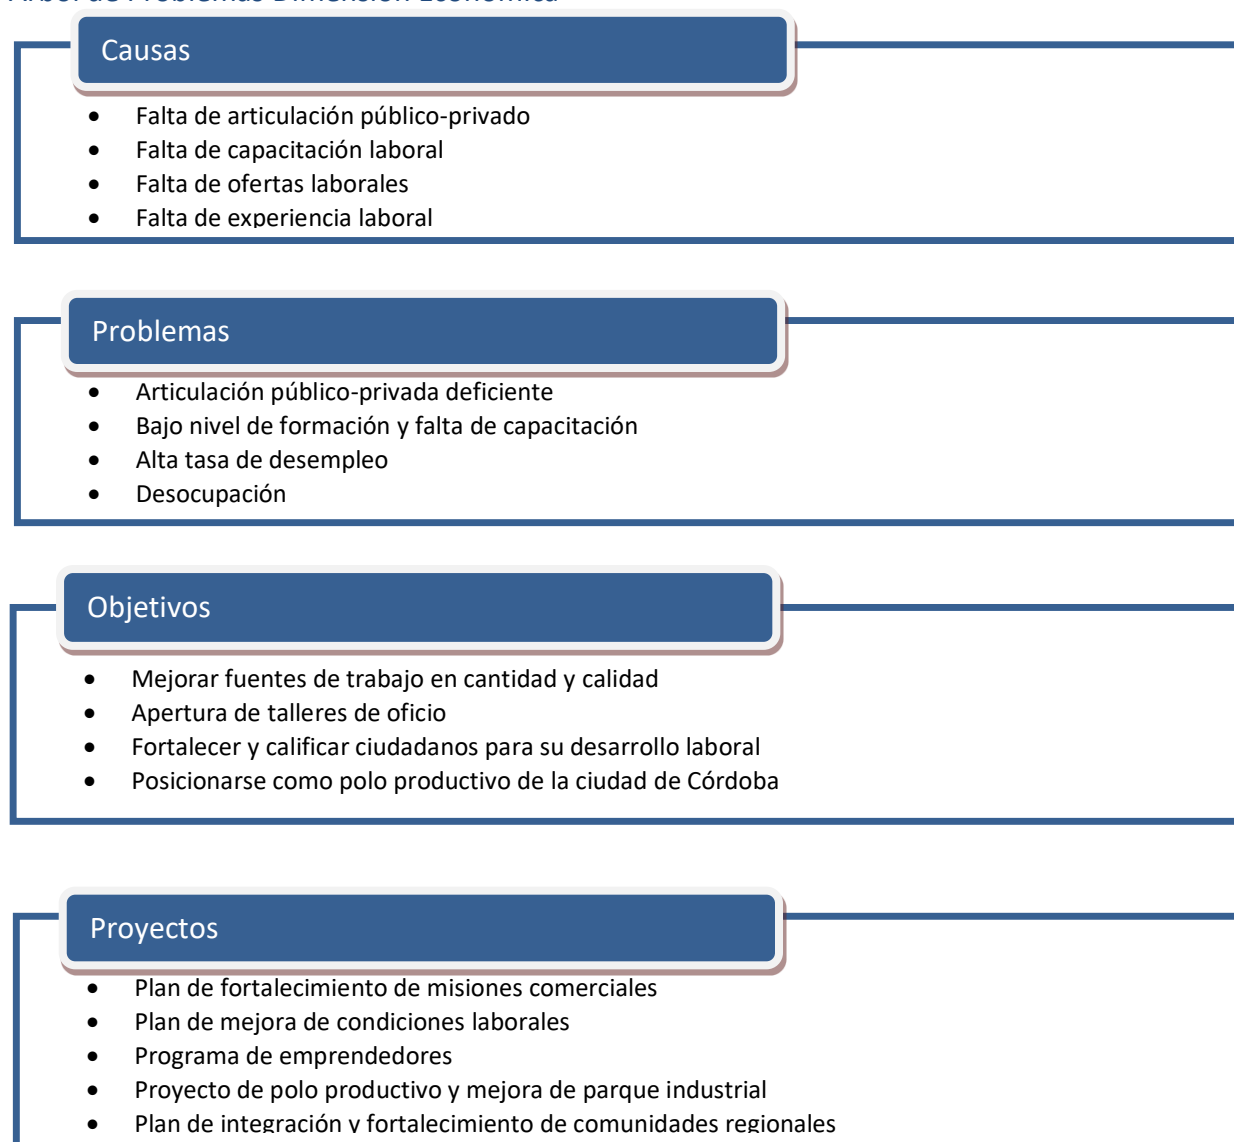 Árbol de Problemas Dimensión Económica
Causas
• Falta de articulación público-privado
• Falta de capacitación laboral
• Falta de ofertas laborales
• Falta de experiencia laboral
Problemas
• Articulación público-privada deficiente
• Bajo nivel de formación y falta de capacitación
• Alta tasa de desempleo
• Desocupación
Objetivos
• Mejorar fuentes de trabajo en cantidad y calidad
• Apertura de talleres de oficio
• Fortalecer y calificar ciudadanos para su desarrollo laboral
• Posicionarse como polo productivo de la ciudad de Córdoba
Proyectos
• Plan de fortalecimiento de misiones comerciales
• Plan de mejora de condiciones laborales
• Programa de emprendedores
• Proyecto de polo productivo y mejora de parque industrial
• Plan de integración y fortalecimiento de comunidades regionales